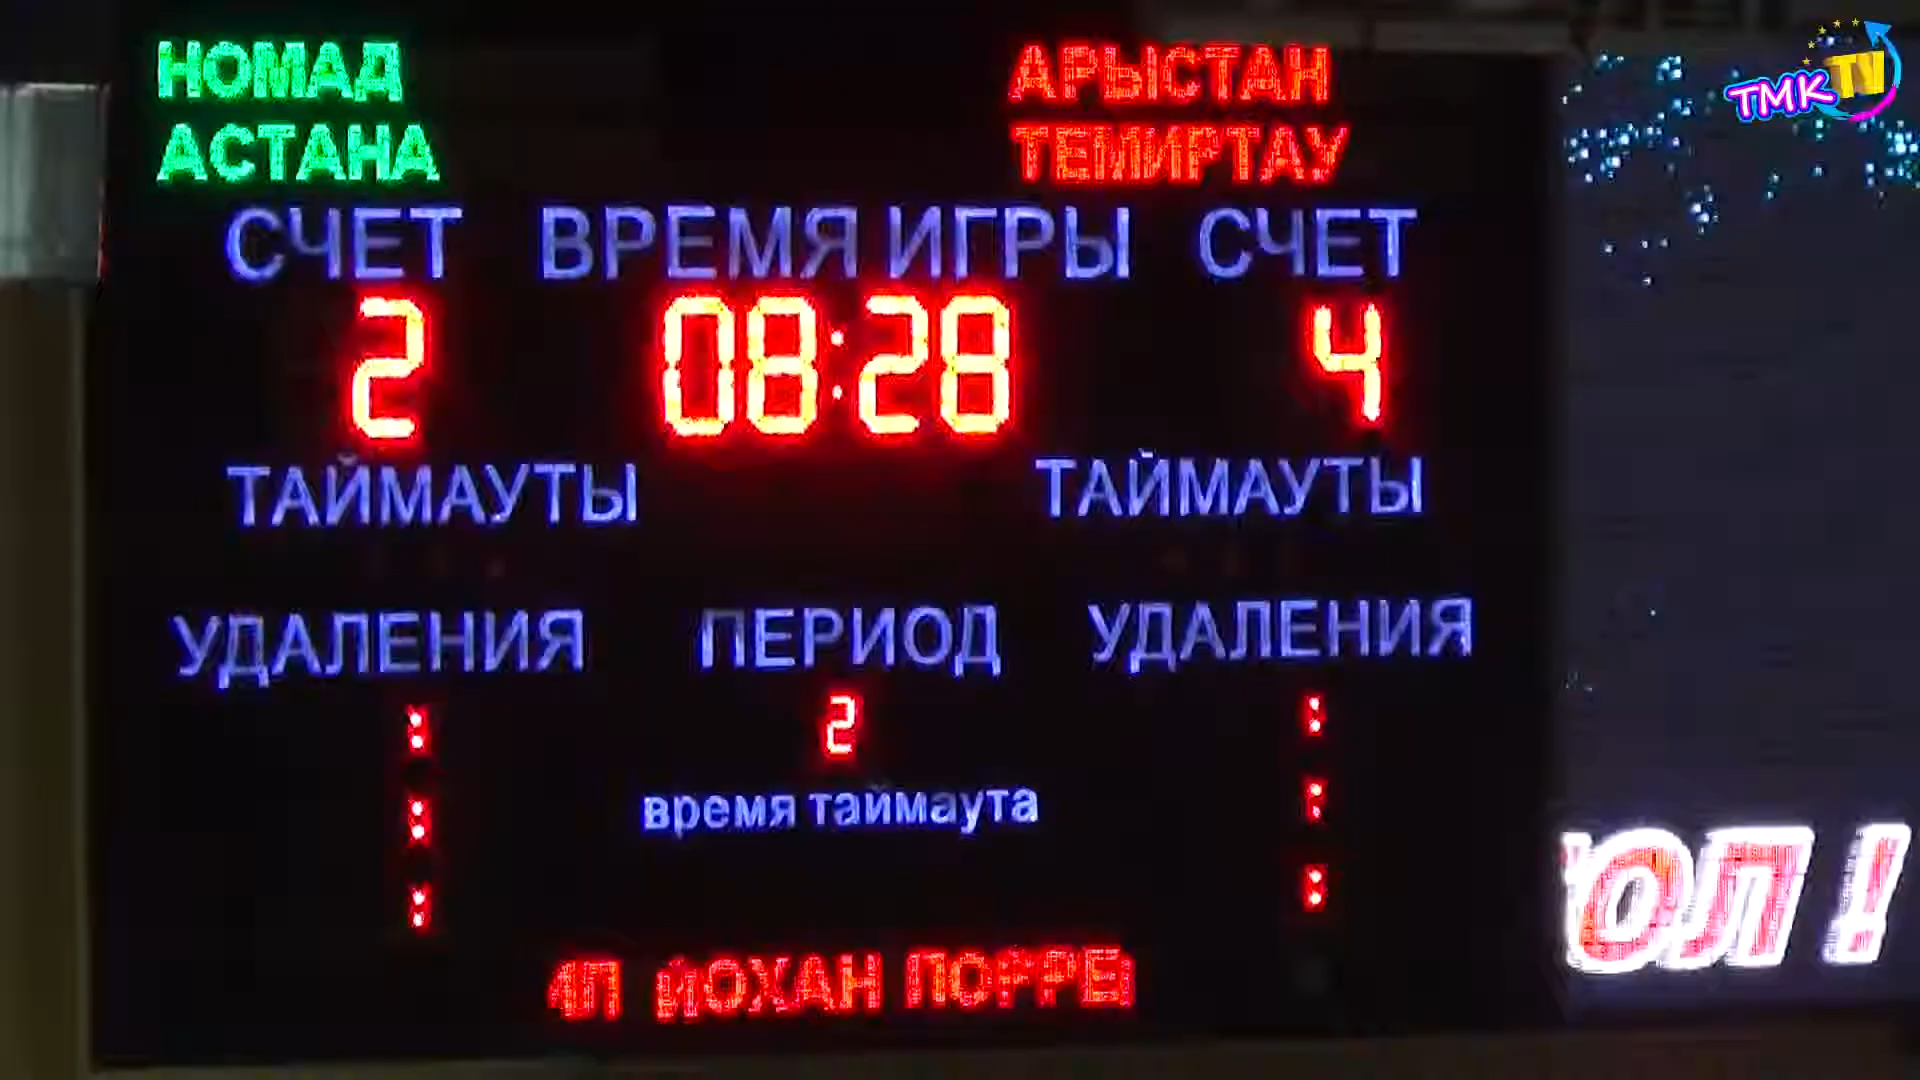 НОМАД
АСТАНА
АРЫСТАН
ТЕМИРТАУ
СЧЕТ ВРЕМЯ ИГРЫ СЧЕТ
2 08:28 4
ТАЙМАУТЫ ТАЙМАУТЫ
УДАЛЕНИЯ ПЕРИОД УДАЛЕНИЯ
: 2 :
время таймаута
: :
: :
ЙОХАН ПОРРЕ
ОЛ !
TMK TV